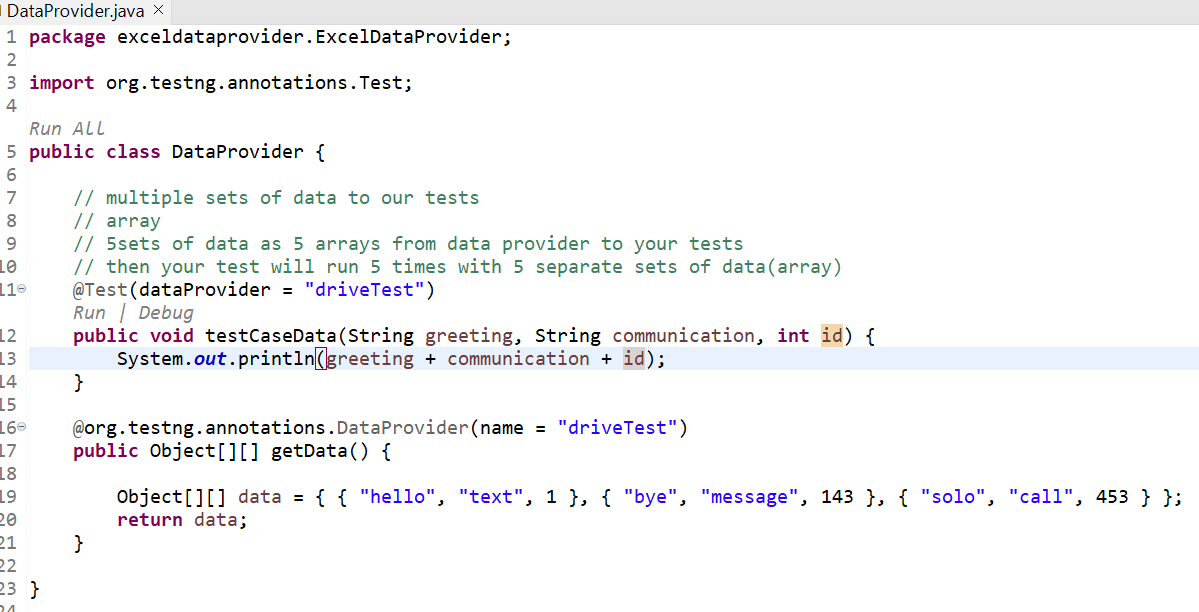 DataProvider.java ×
1 package exceldataprovider.ExcelDataProvider;
2
3 import org.testng.annotations.Test;
4
Run All
5 public class DataProvider {
6
7 // multiple sets of data to our tests
8 // array
9 // 5sets of data as 5 arrays from data provider to your tests
10 // then your test will run 5 times with 5 separate sets of data(array)
11 @Test(dataProvider = "driveTest")
Run | Debug
12 public void testCaseData(String greeting, String communication, int id) {
13 System.out.println(greeting + communication + id);
14 }
15
16 @org.testng.annotations.DataProvider(name = "driveTest")
17 public Object[][] getData() {
18
19 Object[][] data = { { "hello", "text", 1 }, { "bye", "message", 143 }, { "solo", "call", 453 } };
20 return data;
21 }
22
23 }
24